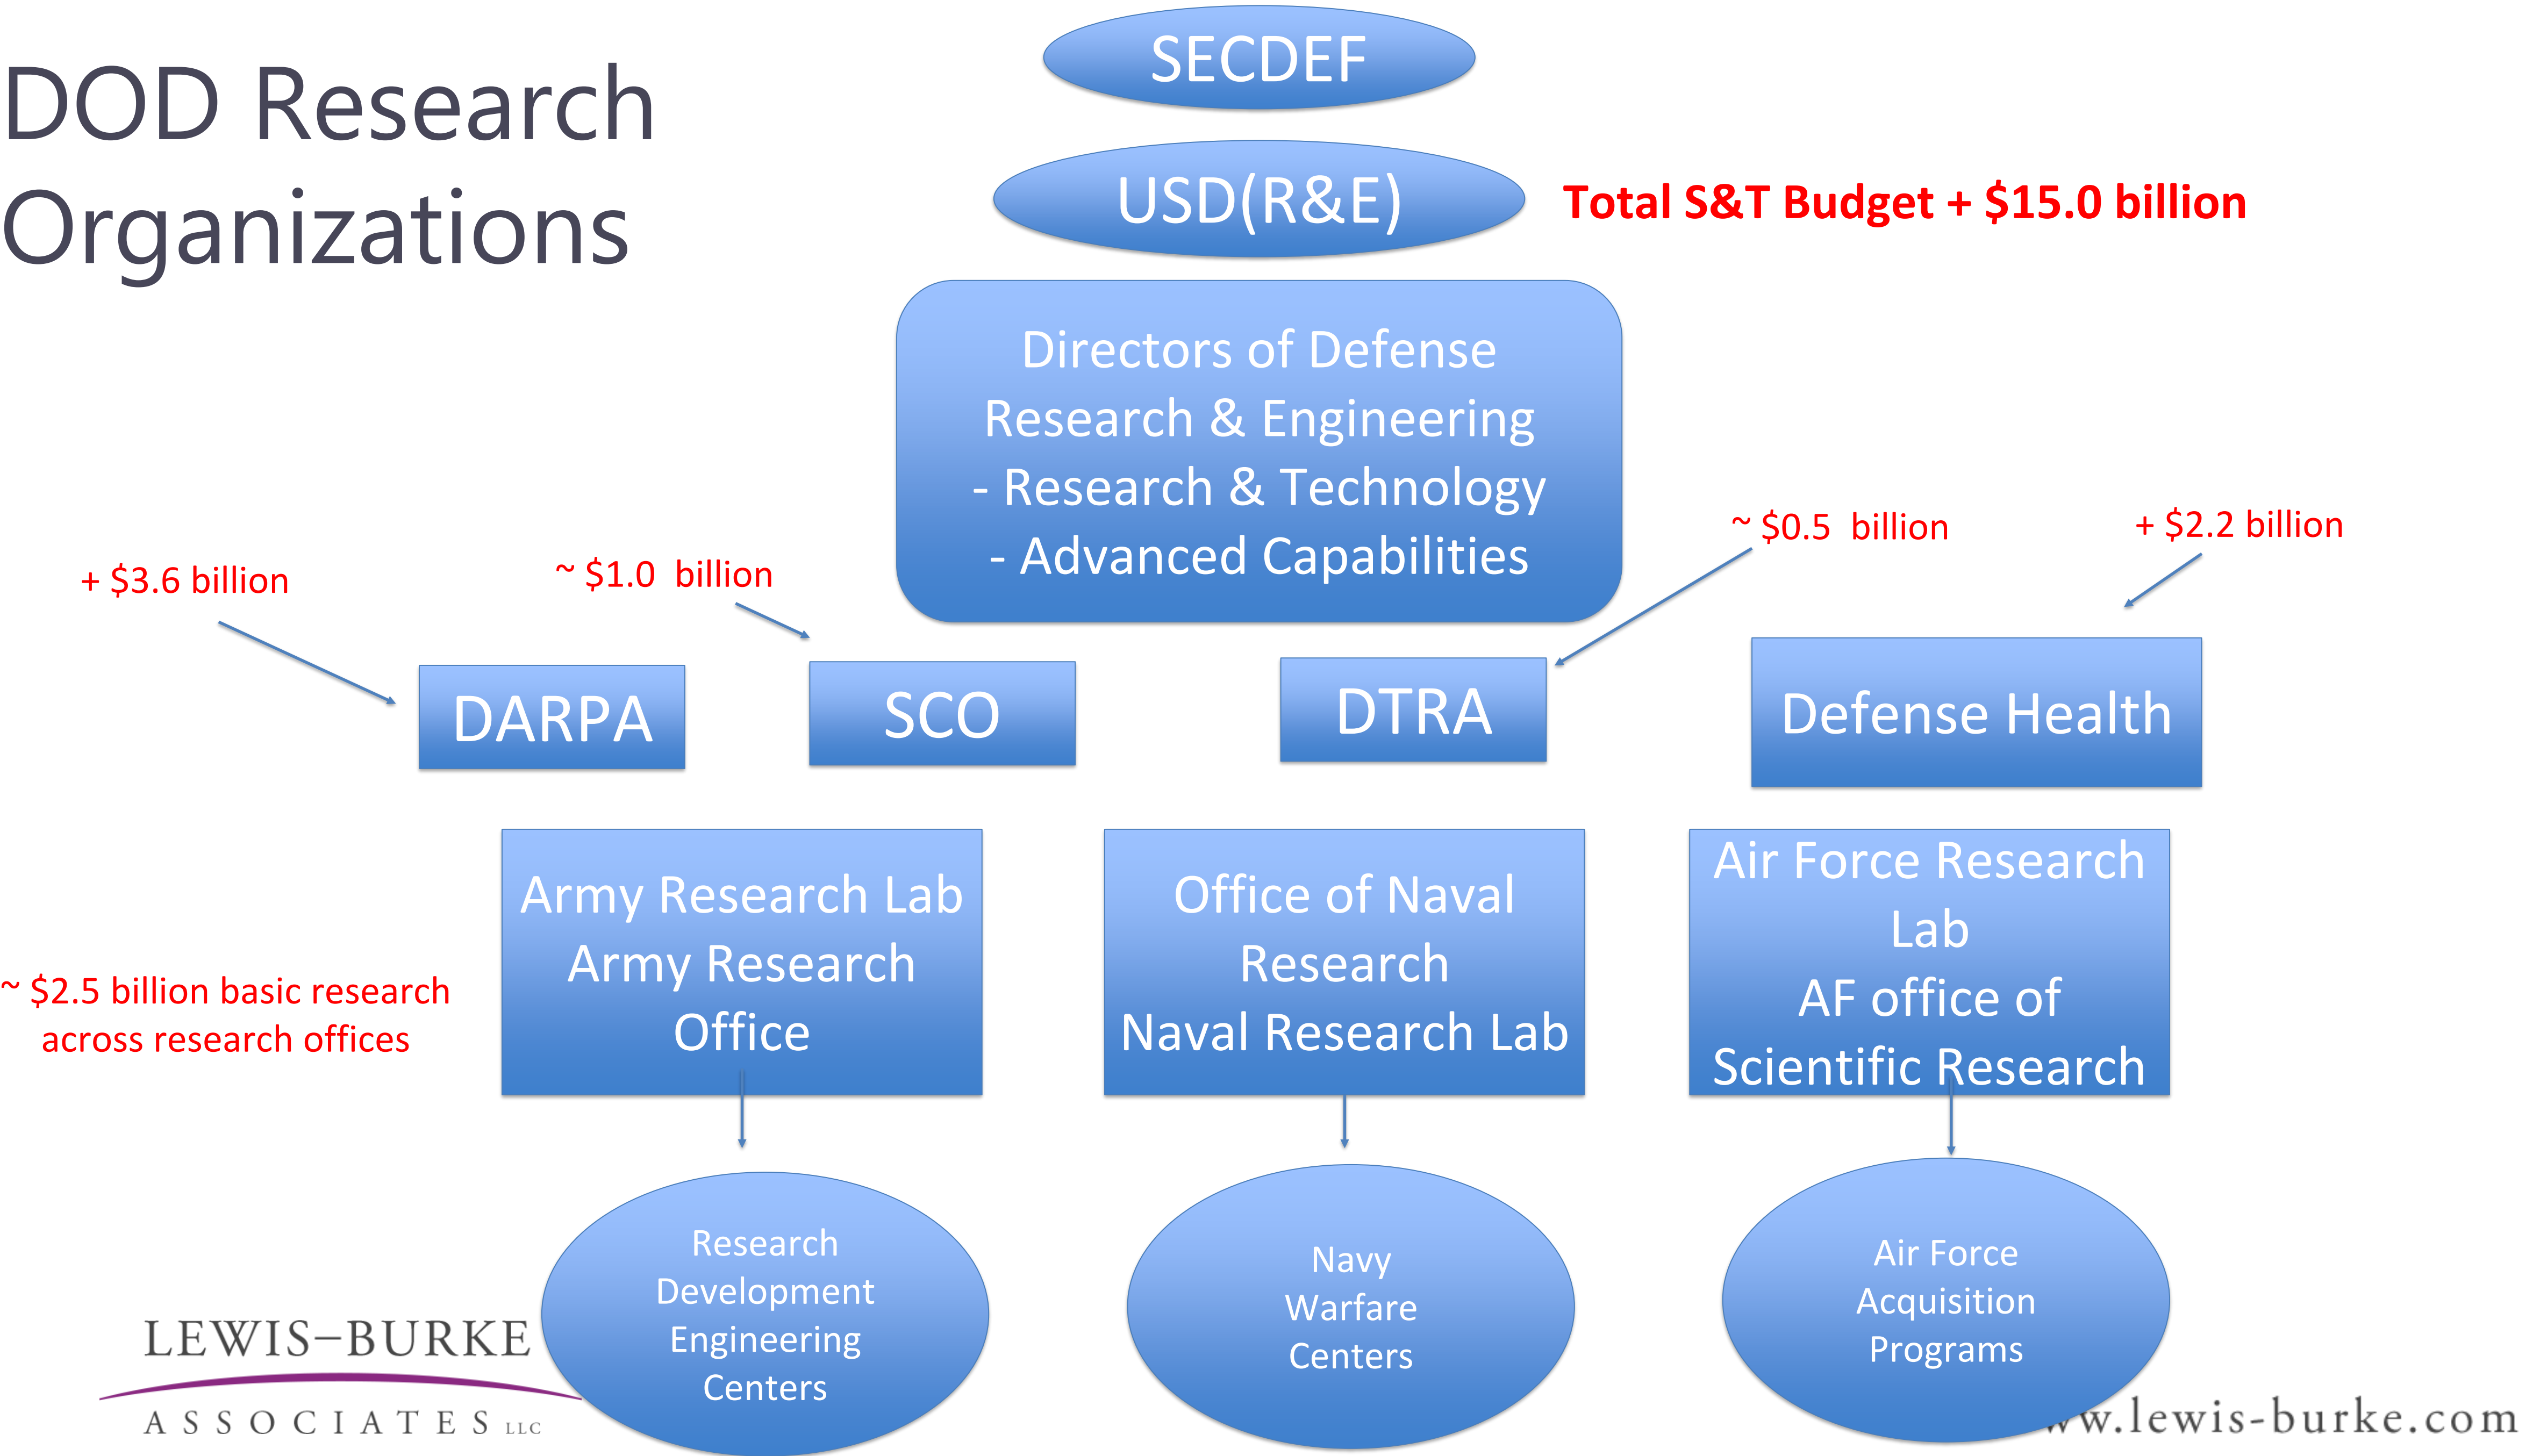 DOD Research
Organizations
SECDEF
USD(R&E)
Total S&T Budget + $15.0 billion
Directors of Defense
Research & Engineering
- Research & Technology
- Advanced Capabilities
+ $3.6 billion
~ $1.0  billion
~ $0.5  billion
+ $2.2 billion
DARPA
SCO
DTRA
Defense Health
Army Research Lab
Army Research
Office
Office of Naval
Research
Naval Research Lab
Air Force Research
Lab
AF office of
Scientific Research
~ $2.5 billion basic research
across research offices
Research
Development
Engineering
Centers
Navy
Warfare
Centers
Air Force
Acquisition
Programs
LEWIS–BURKE
ASSOCIATES LLC
ww.lewis-burke.com